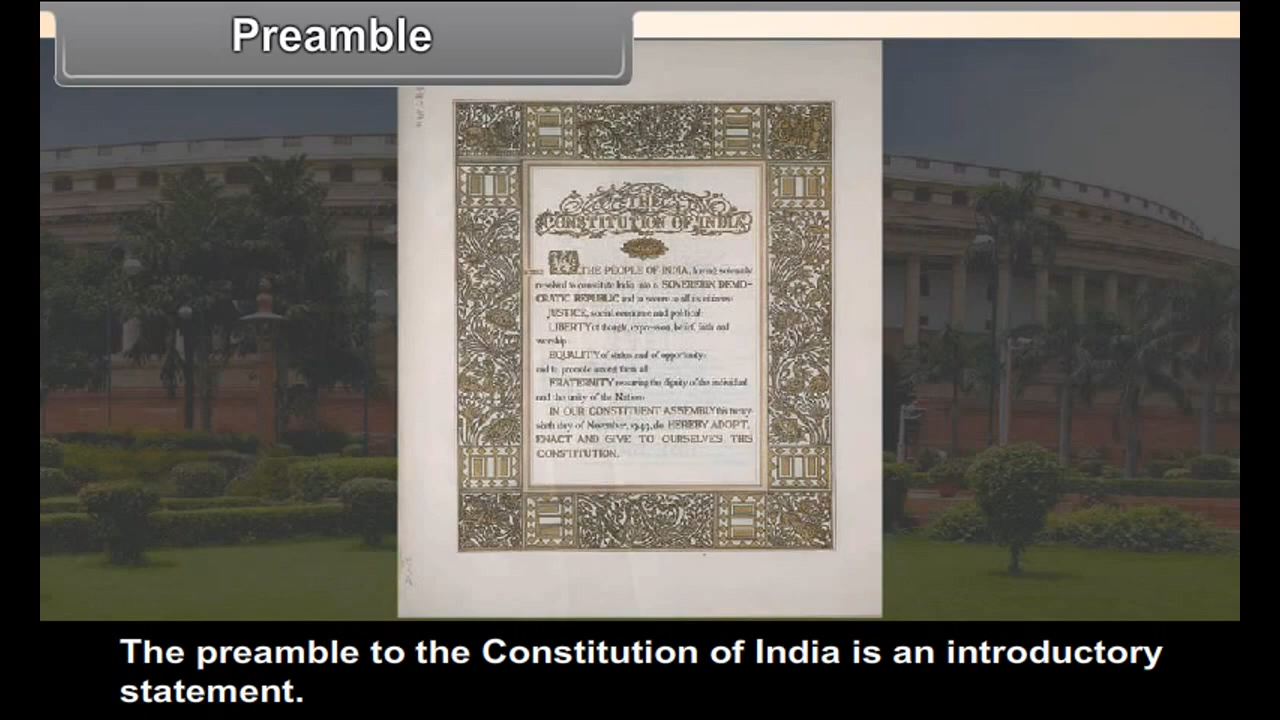 Preamble
THE
CONSTITUTION OF INDIA
WE, THE PEOPLE OF INDIA, having solemnly
resolved to constitute India into a SOVEREIGN DEMO-
CRATIC REPUBLIC and to secure to all its citizens:
JUSTICE, social, economic and political;
LIBERTY of thought, expression, belief, faith and
worship;
EQUALITY of status and of opportunity;
and to promote among them all
FRATERNITY assuring the dignity of the individual
and the unity of the Nation;
IN OUR CONSTITUENT ASSEMBLY this twenty-
sixth day of November, 1949, do HEREBY ADOPT,
ENACT AND GIVE TO OURSELVES THIS
CONSTITUTION.
The preamble to the Constitution of India is an introductory
statement.